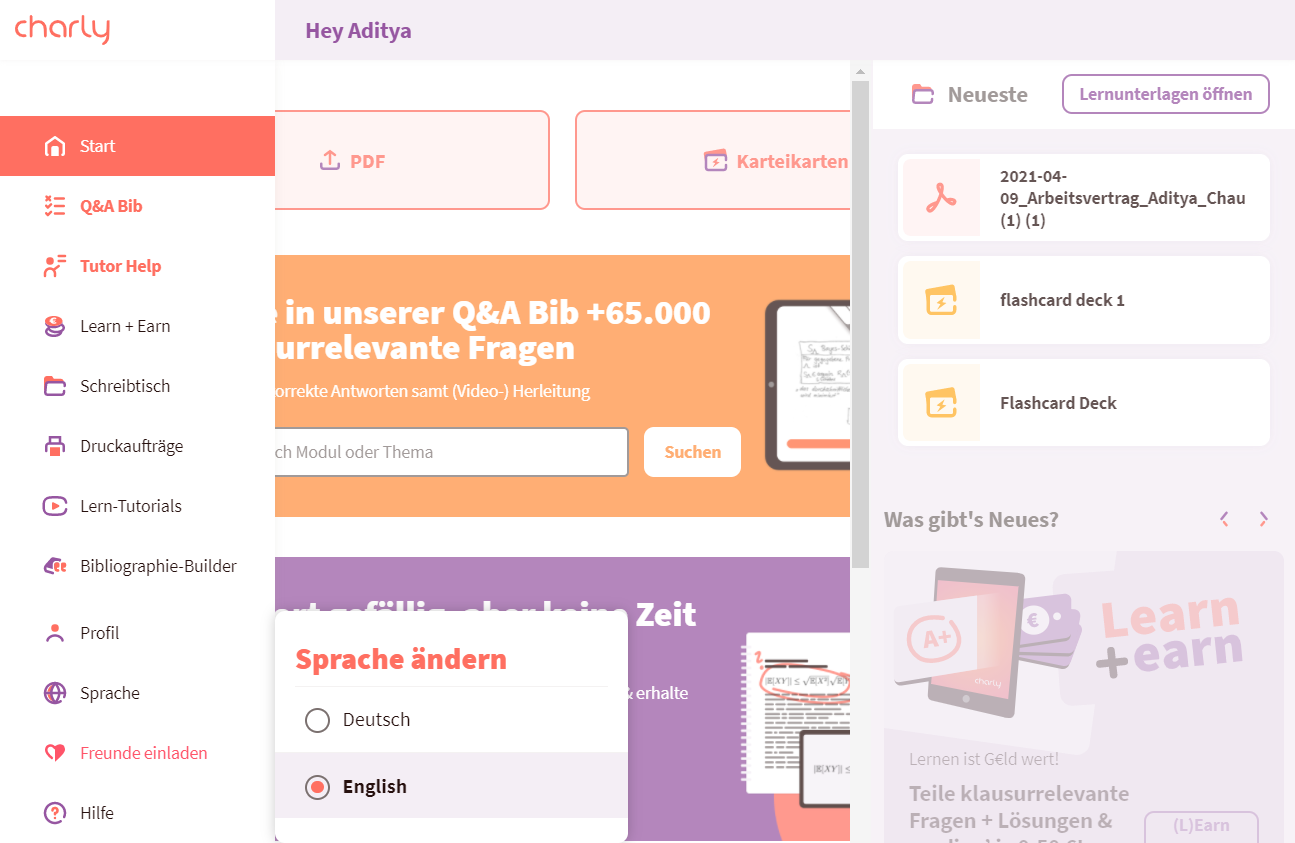 charly
Hey Aditya
Start
Q&A Bib
Tutor Help
Learn + Earn
Schreibtisch
Druckaufträge
Lern-Tutorials
Bibliographie-Builder
Profil
Sprache
Freunde einladen
Hilfe
PDF
Karteikarten
in unserer Q&A Bib +65.000
urrelevante Fragen
orrekte Antworten samt (Video-) Herleitung
ch Modul oder Thema
Suchen
Zeit
& erhalte
Sprache ändern
Deutsch
English
Neueste
Lernunterlagen öffnen
2021-04-
09_Arbeitsvertrag_Aditya_Chau
(1) (1)
flashcard deck 1
Flashcard Deck
Was gibt's Neues?
A+
€
Learn
+earn
charly
Lernen ist G€ld wert!
Teile klausurrelevante
Fragen + Lösungen &
(L)Earn